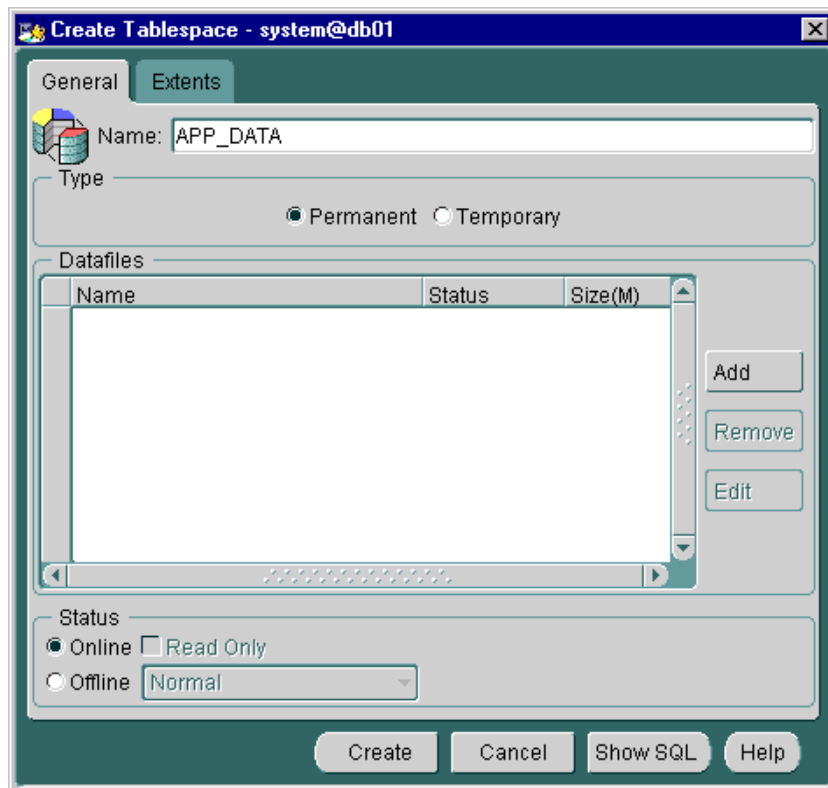 Create Tablespace - system@db01
General Extents
Name: APP_DATA
Type
Permanent Temporary
Datafiles
Name Status Size(M)
Add
Remove
Edit
Status
Online Read Only
Offline Normal
Create Cancel Show SQL Help